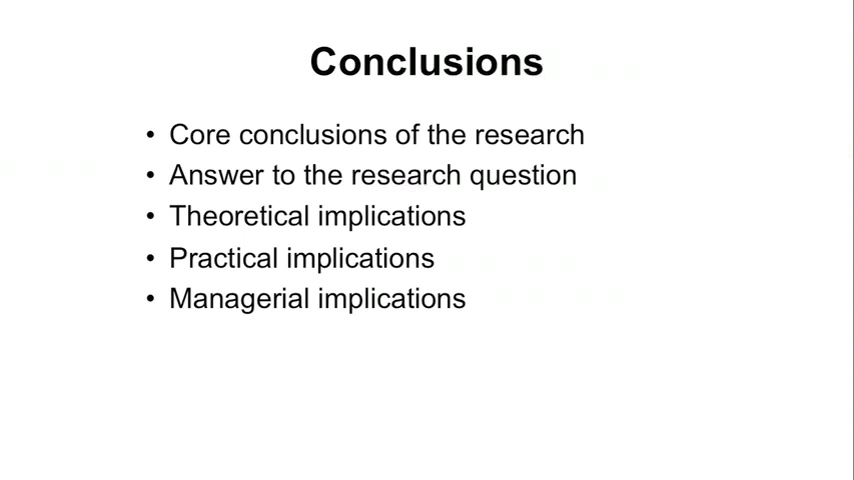 Conclusions
• Core conclusions of the research
• Answer to the research question
• Theoretical implications
• Practical implications
• Managerial implications